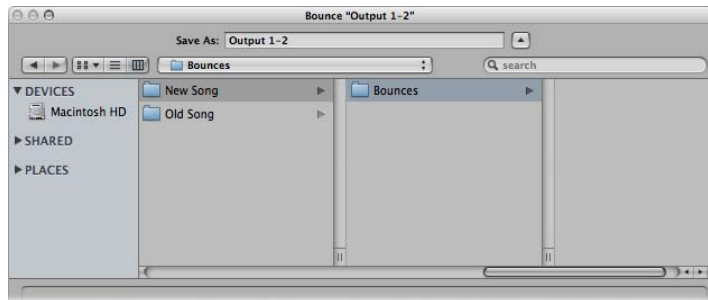 Bounce "Output 1-2"
Save As: Output 1-2
Bounces
search
DEVICES
New Song
Bounces
Macintosh HD
Old Song
SHARED
PLACES